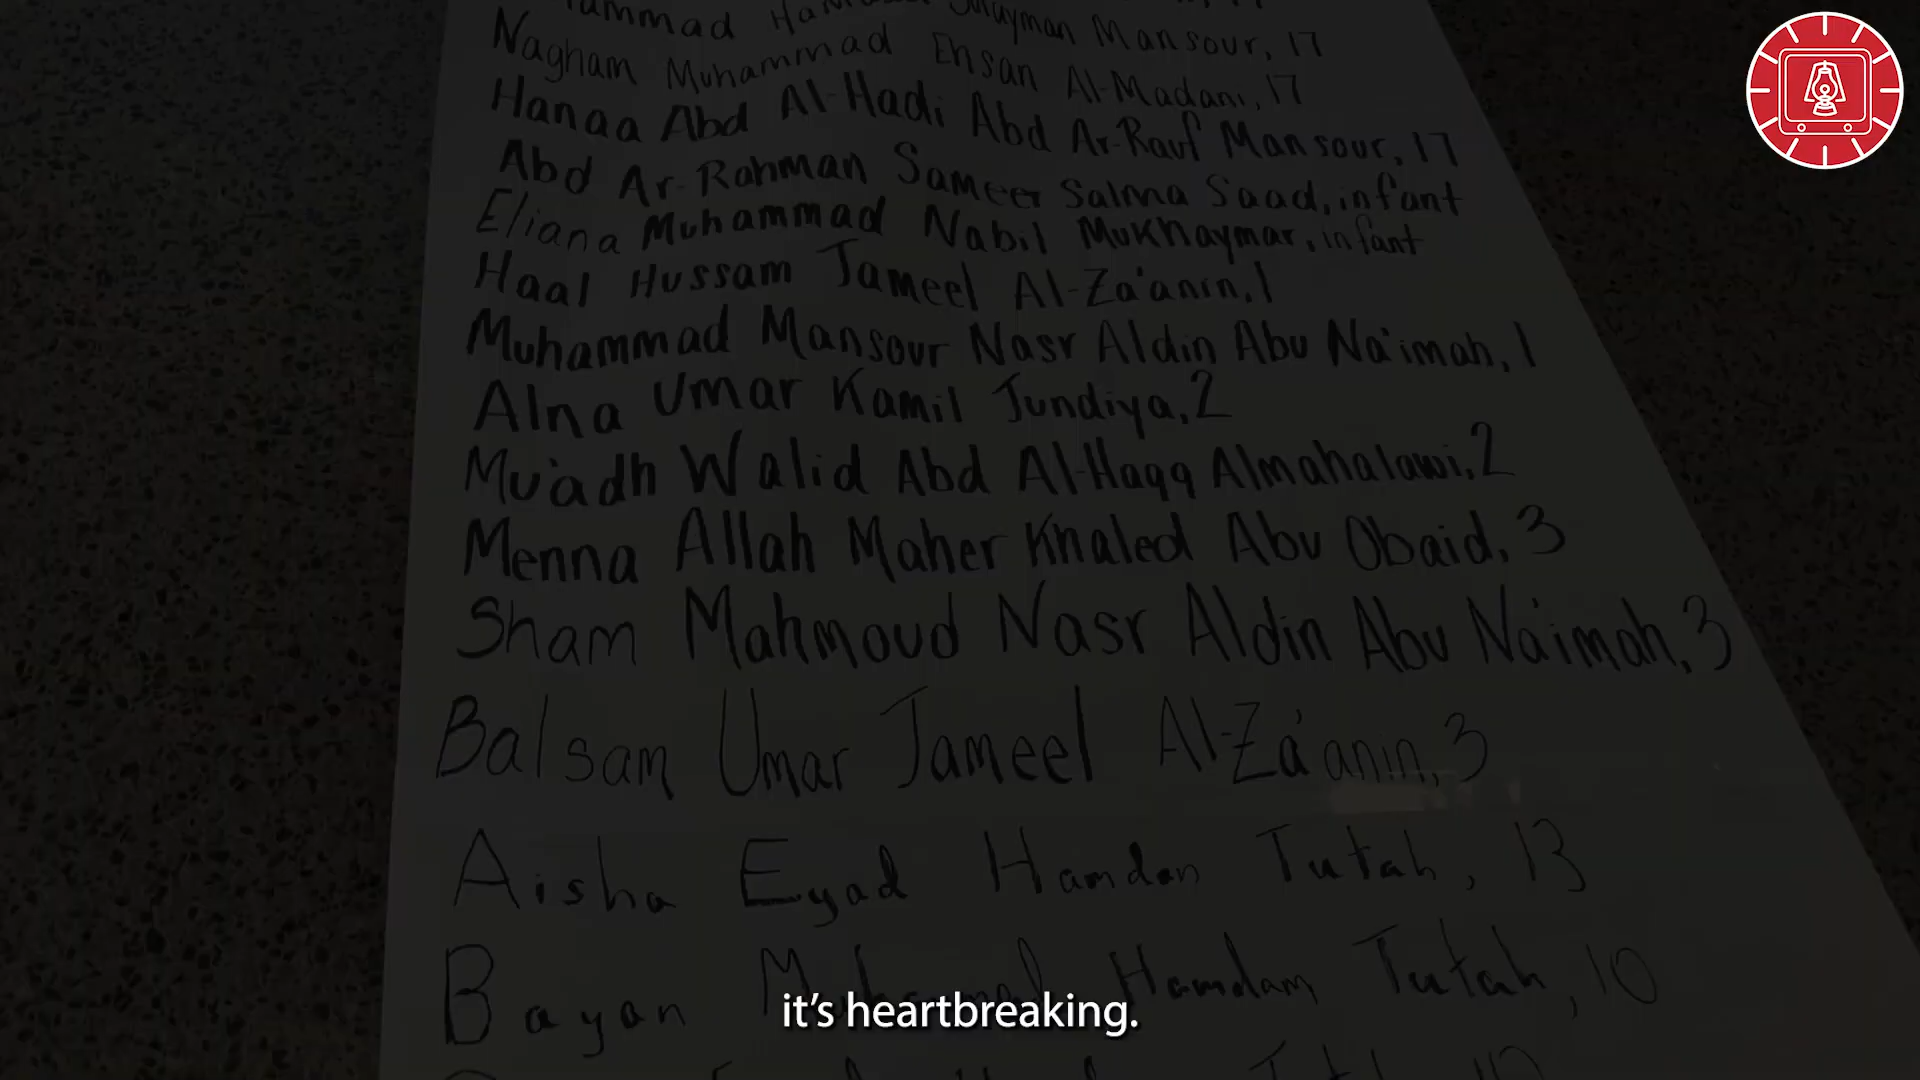 Mansour, 17
Nagham Muhammad Ehsan Al-Madani, 17
Hanaa Abd Al-Hadi Abd Ar-Rauf Mansour, 17
Abd Ar-Rahman Sameer Salma Saad, infant
Eliana Muhammad Nabil Mukhaymar, infant
Haal Hussam Jameel Al-Za'anin, 1
Muhammad Mansour Nasr Aldin Abu Na'imah, 1
Alna Umar Kamil Jundiya, 2
Mu'adh Walid Abd Al-Haqq Almahalawi, 2
Menna Allah Maher Khaled Abu Obaid, 3
Sham Mahmoud Nasr Aldin Abu Na'imah, 3
Balsam Umar Jameel Al-Za'anin, 3
Aisha Eyad Hamdan Tutah, 13
Bayan Hamdam Tutah, 10
it's heartbreaking.